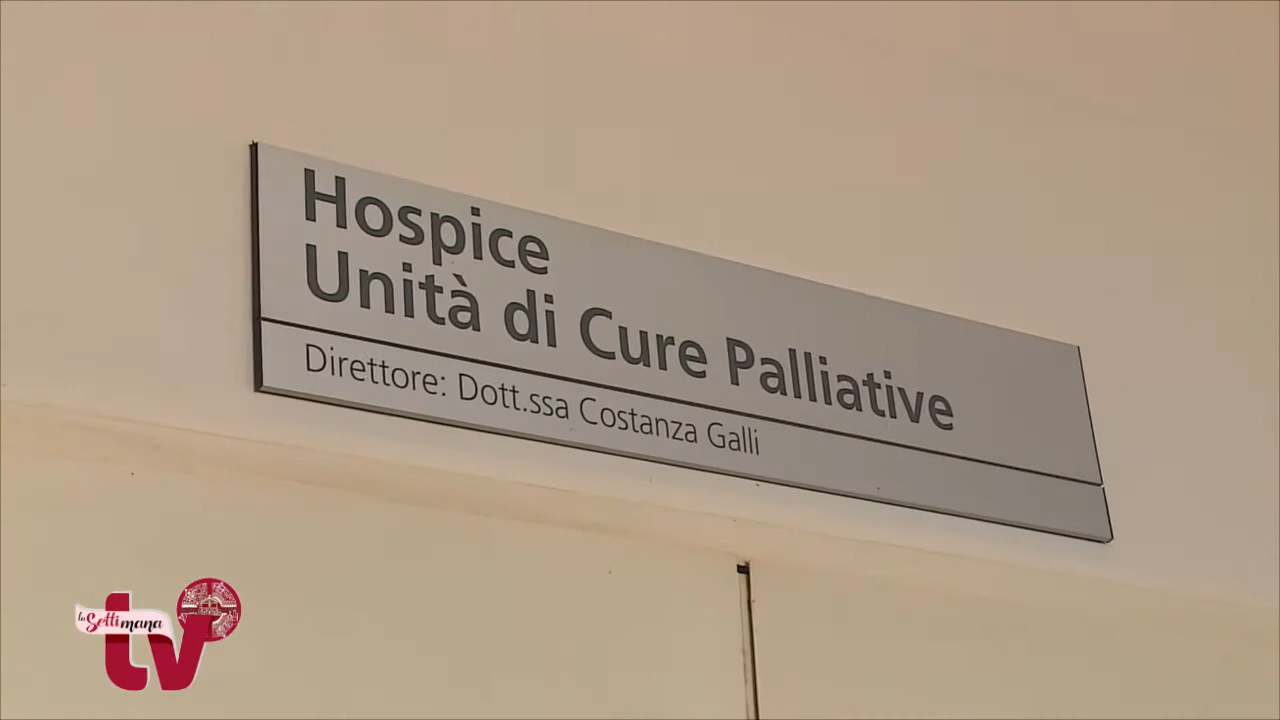 Hospice
Unità di Cure Palliative
Direttore: Dott.ssa Costanza Galli
la Settimana
tv